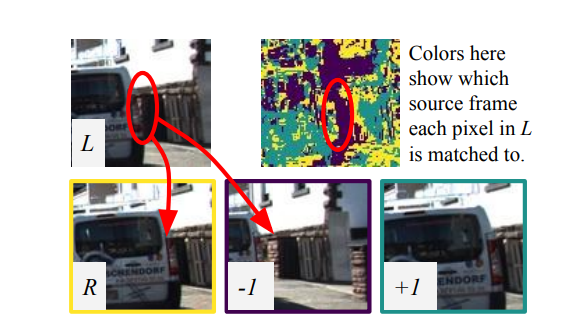 Colors here
show which
source frame
each pixel in L
is matched to.
L
R
-1
+1